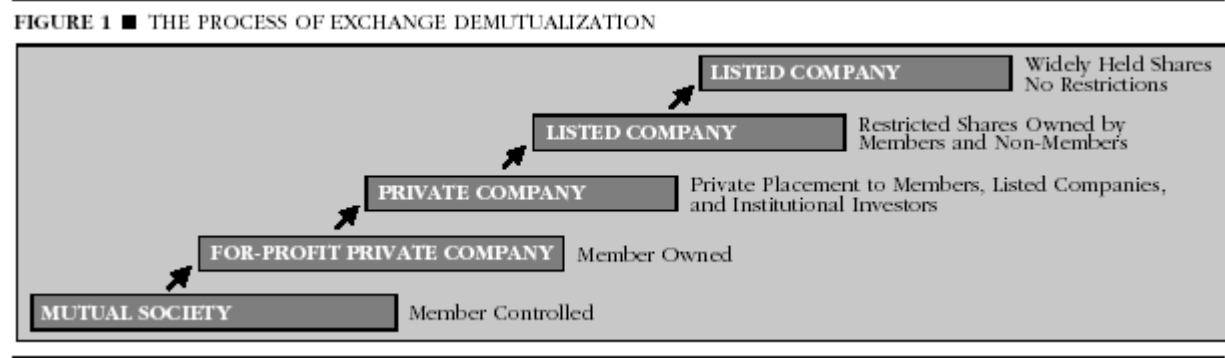 FIGURE 1 ■ THE PROCESS OF EXCHANGE DEMUTUALIZATION
LISTED COMPANY
Widely Held Shares
No Restrictions
LISTED COMPANY
Restricted Shares Owned by
Members and Non-Members
PRIVATE COMPANY
Private Placement to Members, Listed Companies,
and Institutional Investors
FOR-PROFIT PRIVATE COMPANY
Member Owned
MUTUAL SOCIETY
Member Controlled